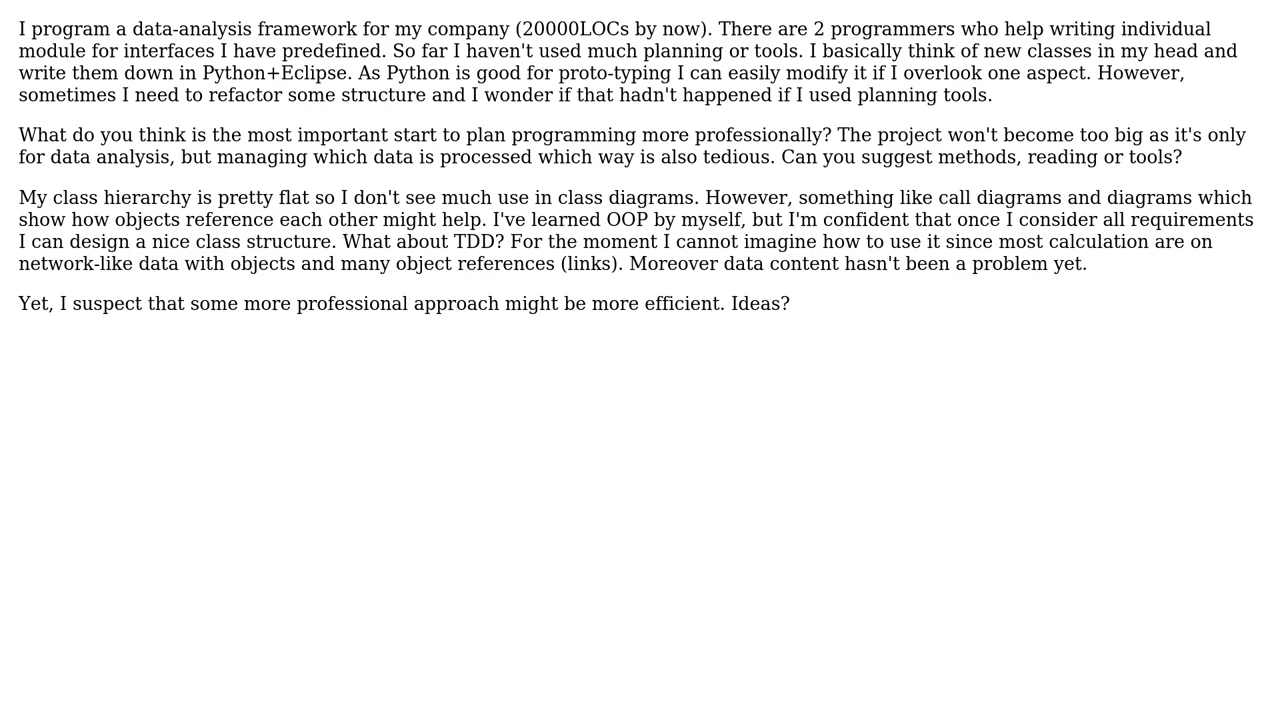 I program a data-analysis framework for my company (20000LOCs by now). There are 2 programmers who help writing individual
module for interfaces I have predefined. So far I haven't used much planning or tools. I basically think of new classes in my head and
write them down in Python+Eclipse. As Python is good for proto-typing I can easily modify it if I overlook one aspect. However,
sometimes I need to refactor some structure and I wonder if that hadn't happened if I used planning tools.
What do you think is the most important start to plan programming more professionally? The project won't become too big as it's only
for data analysis, but managing which data is processed which way is also tedious. Can you suggest methods, reading or tools?
My class hierarchy is pretty flat so I don't see much use in class diagrams. However, something like call diagrams and diagrams which
show how objects reference each other might help. I've learned OOP by myself, but I'm confident that once I consider all requirements
I can design a nice class structure. What about TDD? For the moment I cannot imagine how to use it since most calculation are on
network-like data with objects and many object references (links). Moreover data content hasn't been a problem yet.
Yet, I suspect that some more professional approach might be more efficient. Ideas?